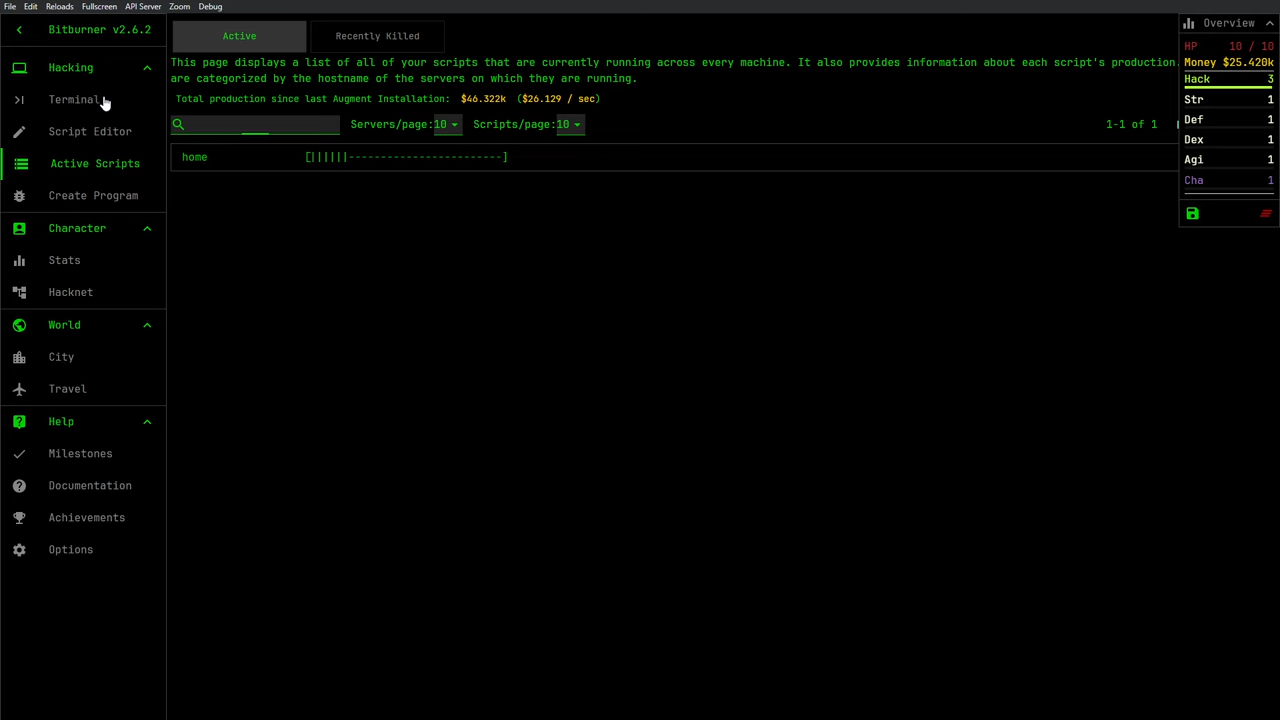 File Edit Reloads Fullscreen API Server Zoom Debug
Bitburner v2.6.2
Hacking
Terminal
Script Editor
Active Scripts
Create Program
Character
Stats
Hacknet
World
City
Travel
Help
Milestones
Documentation
Achievements
Options
Active Recently Killed
This page displays a list of all of your scripts that are currently running across every machine. It also provides information about each script's production.
are categorized by the hostname of the servers on which they are running.
Total production since last Augment Installation: $46.322k ($26.129 / sec)
Servers/page:10 Scripts/page:10 1-1 of 1
home [||||||------------------------]
Overview
HP 10 / 10
Money $25.420k
Hack 3
Str 1
Def 1
Dex 1
Agi 1
Cha 1